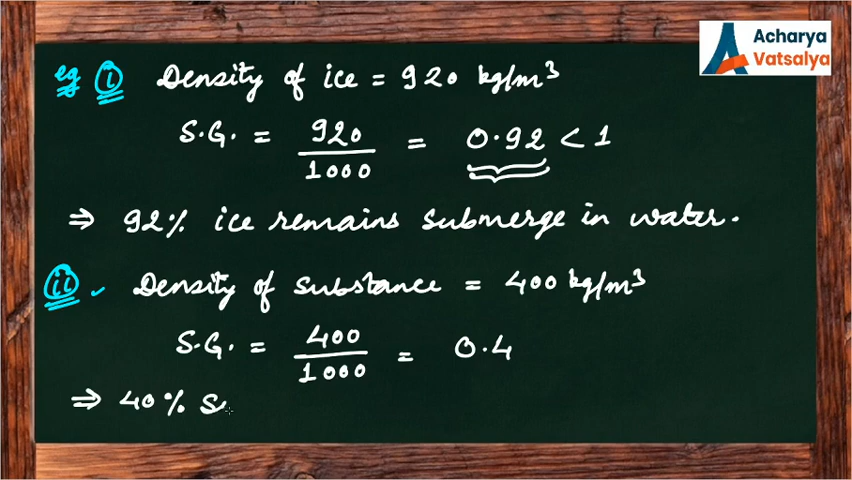 Acharya
Vatsalya
eg (i) Density of ice = 920 kg/m³
S.G. = 920/1000 = 0.92 < 1
⇒ 92% ice remains submerge in water.
(ii) ✓ Density of substance = 400 kg/m³
S.G. = 400/1000 = 0.4
⇒ 40% S